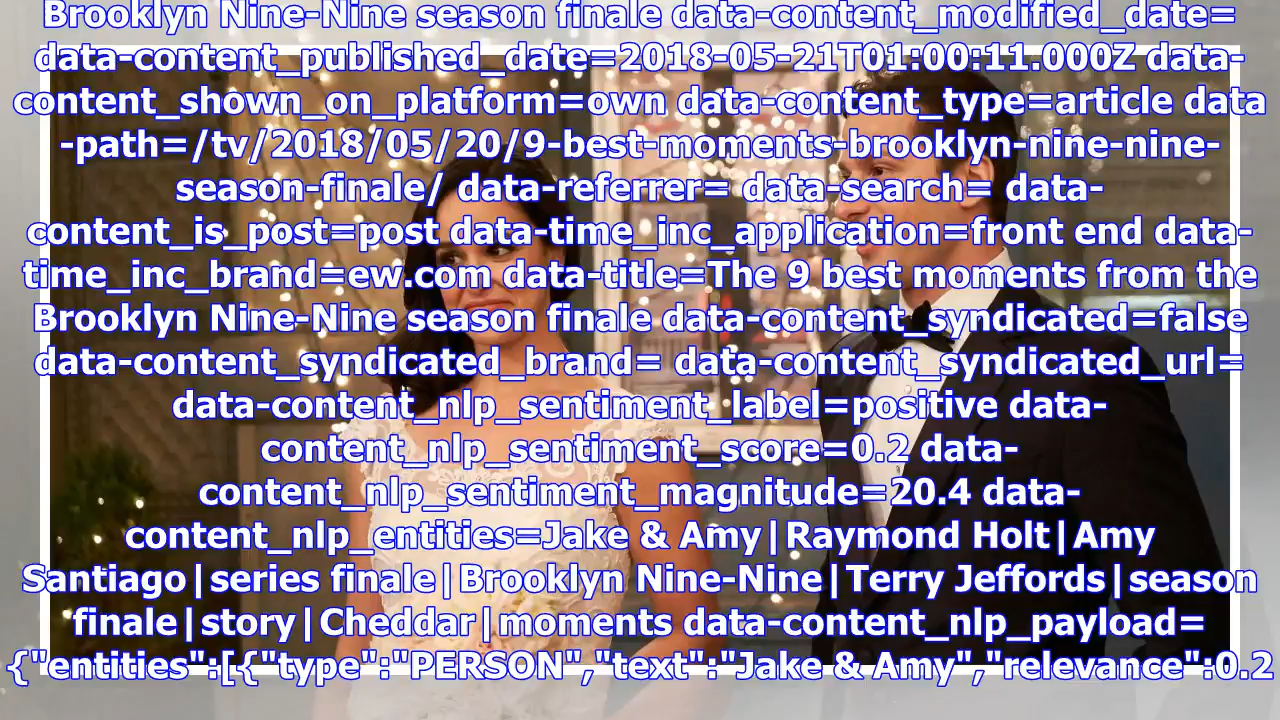 Brooklyn Nine-Nine season finale data-content_modified_date=
data-content_published_date=2018-05-21T01:00:11.000Z data-
content_shown_on_platform=own data-content_type=article data
-path=/tv/2018/05/20/9-best-moments-brooklyn-nine-nine-
season-finale/ data-referrer= data-search= data-
content_is_post=post data-time_inc_application=front end data-
time_inc_brand=ew.com data-title=The 9 best moments from the
Brooklyn Nine-Nine season finale data-content_syndicated=false
data-content_syndicated_brand= data-content_syndicated_url=
data-content_nlp_sentiment_label=positive data-
content_nlp_sentiment_score=0.2 data-
content_nlp_sentiment_magnitude=20.4 data-
content_nlp_entities=Jake & Amy|Raymond Holt|Amy
Santiago|series finale|Brooklyn Nine-Nine|Terry Jeffords|season
finale|story|Cheddar|moments data-content_nlp_payload=
{"entities":[{"type":"PERSON","text":"Jake & Amy","relevance":0.2